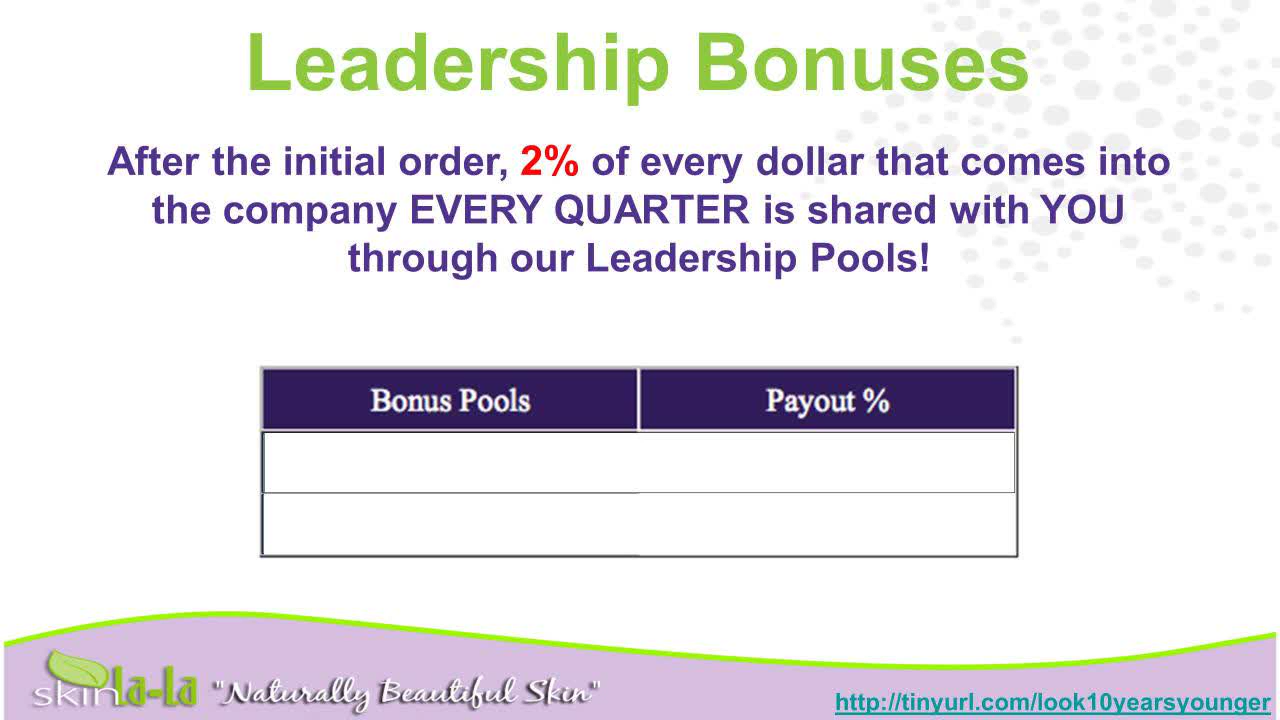 Leadership Bonuses
After the initial order, 2% of every dollar that comes into
the company EVERY QUARTER is shared with YOU
through our Leadership Pools!
Bonus Pools Payout %
skinla-la "Naturally Beautiful Skin"
http://tinyurl.com/look10yearsyounger